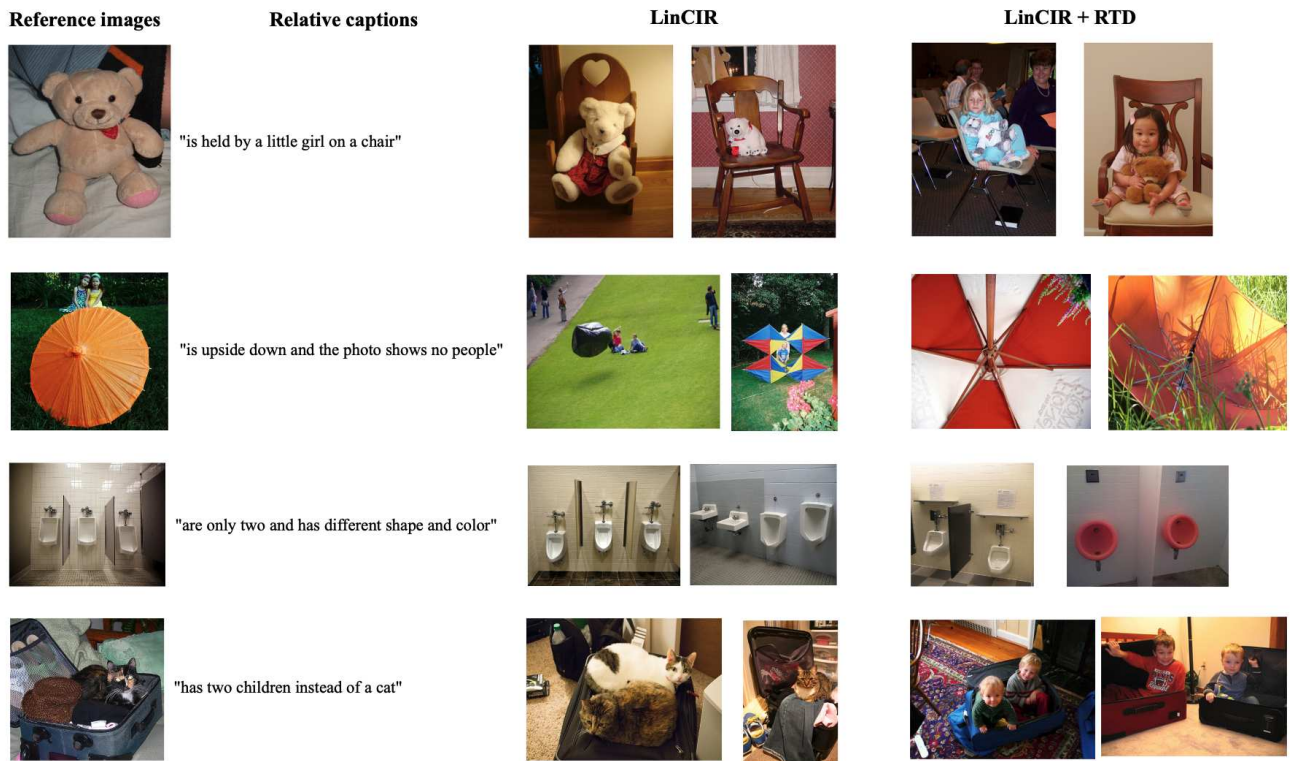 Reference images
Relative captions
LinCIR
LinCIR + RTD
"is held by a little girl on a chair"
"is upside down and the photo shows no people"
"are only two and has different shape and color"
"has two children instead of a cat"